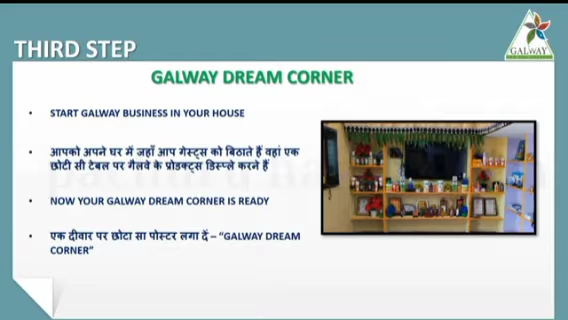 THIRD STEP
GALWAY
GALWAY DREAM CORNER
• START GALWAY BUSINESS IN YOUR HOUSE
• आपको अपने घर में जहाँ आप गेस्ट्स को बिठाते हैं वहां एक
छोटी सी टेबल पर गैलवे के प्रोडक्ट्स डिस्प्ले करने हैं
• NOW YOUR GALWAY DREAM CORNER IS READY
• एक दीवार पर छोटा सा पोस्टर लगा दें – “GALWAY DREAM
CORNER”